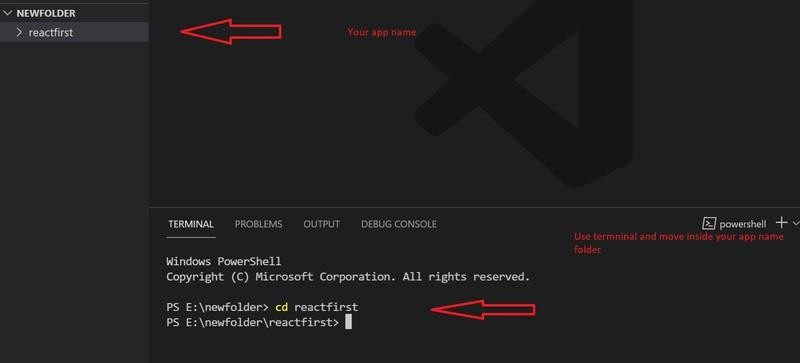 NEWFOLDER
reactfirst
Your app name
TERMINAL PROBLEMS OUTPUT DEBUG CONSOLE
powershell
Use termninal and move inside your app name
folder
Windows PowerShell
Copyright (C) Microsoft Corporation. All rights reserved.
PS E:\newfolder> cd reactfirst
PS E:\newfolder\reactfirst>